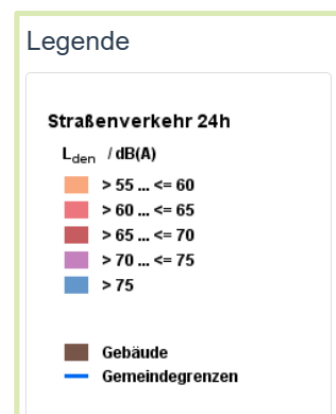 Legende
Straßenverkehr 24h
Lden / dB(A)
> 55 ... <= 60
> 60 ... <= 65
> 65 ... <= 70
> 70 ... <= 75
> 75
Gebäude
Gemeindegrenzen